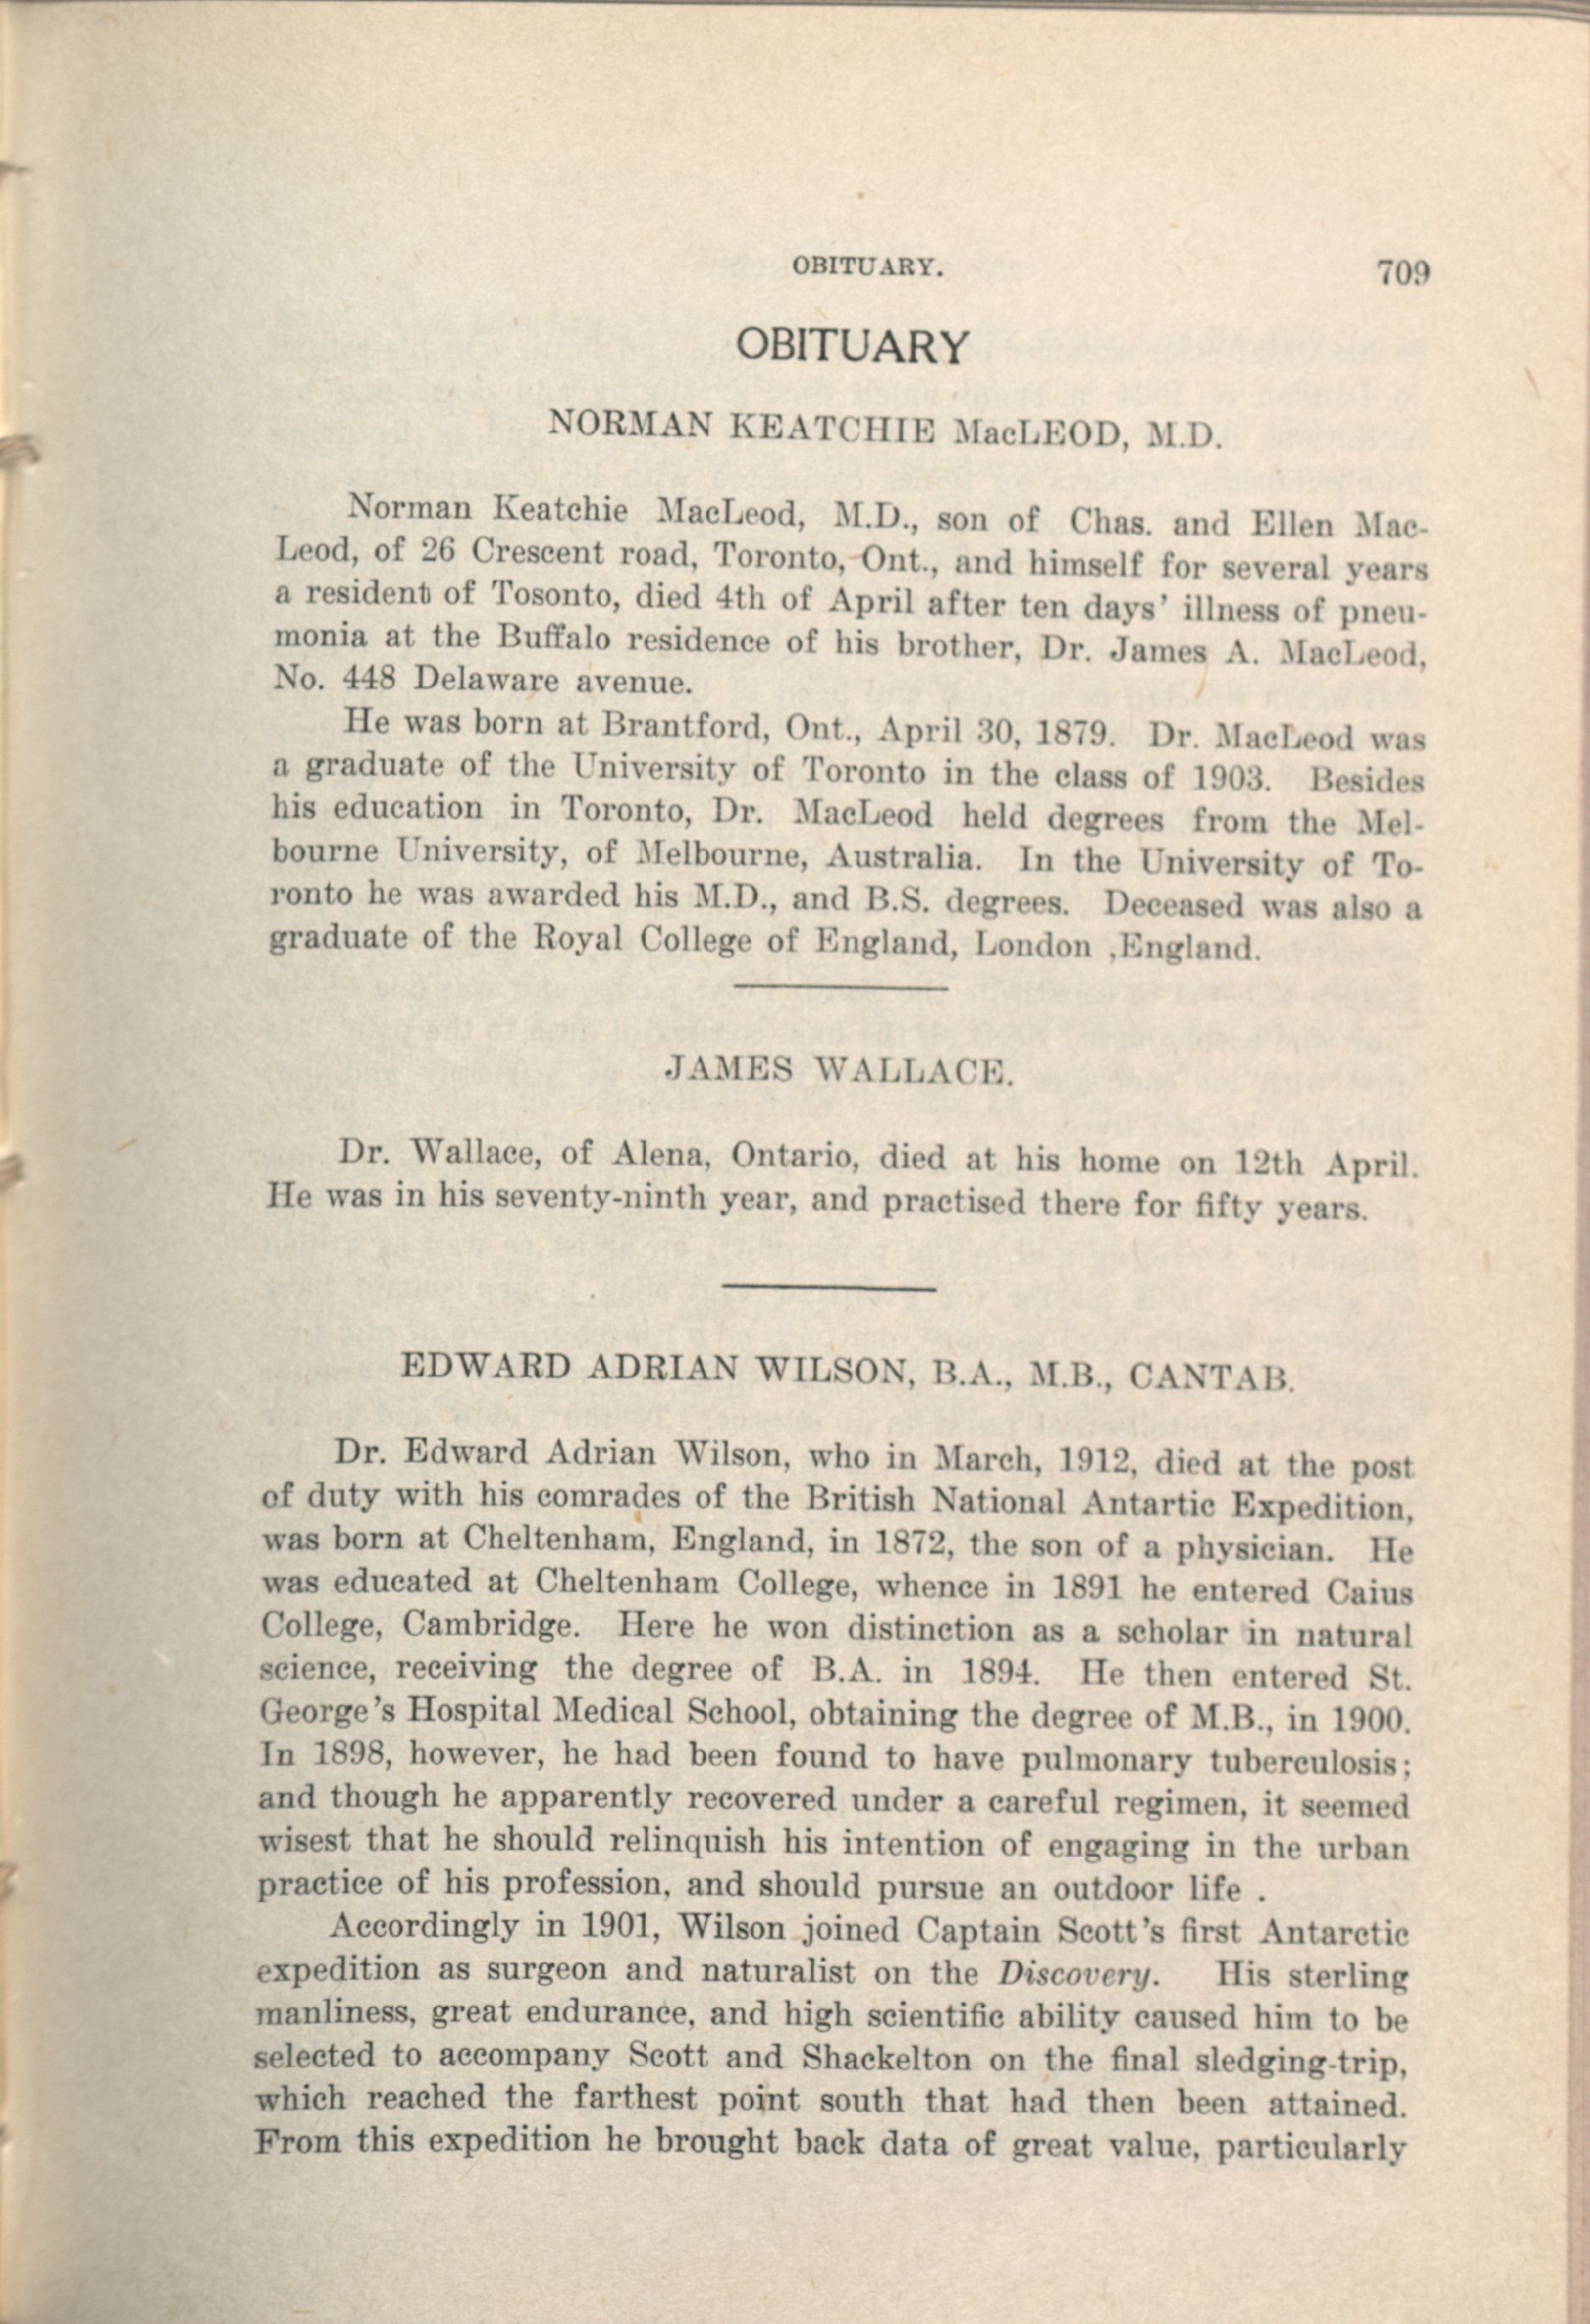 OBITUARY. 709
OBITUARY
NORMAN KEATCHIE MacLEOD, M.D.
Norman Keatchie MacLeod, M.D., son of Chas. and Ellen Mac-
Leod, of 26 Crescent road, Toronto, Ont., and himself for several years
a resident of Tosonto, died 4th of April after ten days' illness of pneu-
monia at the Buffalo residence of his brother, Dr. James A. MacLeod,
No. 448 Delaware avenue.
He was born at Brantford, Ont., April 30, 1879. Dr. MacLeod was
a graduate of the University of Toronto in the class of 1903. Besides
his education in Toronto, Dr. MacLeod held degrees from the Mel-
bourne University, of Melbourne, Australia. In the University of To-
ronto he was awarded his M.D., and B.S. degrees. Deceased was also a
graduate of the Royal College of England, London ,England.
JAMES WALLACE.
Dr. Wallace, of Alena, Ontario, died at his home on 12th April.
He was in his seventy-ninth year, and practised there for fifty years.
EDWARD ADRIAN WILSON, B.A., M.B., CANTAB.
Dr. Edward Adrian Wilson, who in March, 1912, died at the post
of duty with his comrades of the British National Antartic Expedition,
was born at Cheltenham, England, in 1872, the son of a physician. He
was educated at Cheltenham College, whence in 1891 he entered Caius
College, Cambridge. Here he won distinction as a scholar in natural
science, receiving the degree of B.A. in 1894. He then entered St.
George's Hospital Medical School, obtaining the degree of M.B., in 1900.
In 1898, however, he had been found to have pulmonary tuberculosis;
and though he apparently recovered under a careful regimen, it seemed
wisest that he should relinquish his intention of engaging in the urban
practice of his profession, and should pursue an outdoor life .
Accordingly in 1901, Wilson joined Captain Scott's first Antarctic
expedition as surgeon and naturalist on the Discovery. His sterling
manliness, great endurance, and high scientific ability caused him to be
selected to accompany Scott and Shackelton on the final sledging-trip,
which reached the farthest point south that had then been attained.
From this expedition he brought back data of great value, particularly